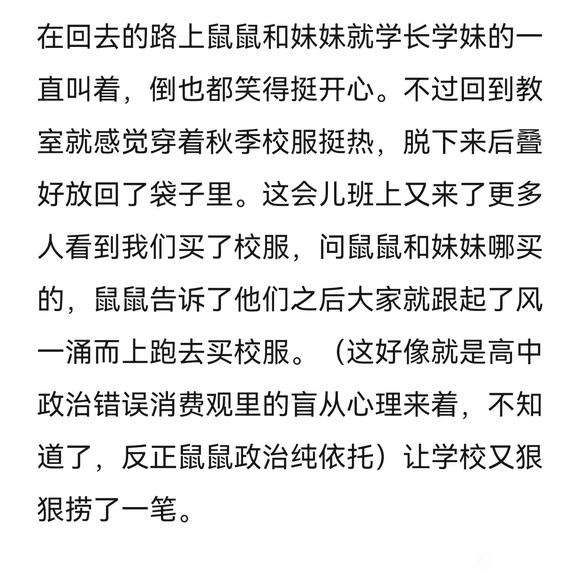 在回去的路上鼠鼠和妹妹就学长学妹的一
直叫着，倒也都笑得挺开心。不过回到教
室就感觉穿着秋季校服挺热，脱下来后叠
好放回了袋子里。这会儿班上又来了更多
人看到我们买了校服，问鼠鼠和妹妹哪买
的，鼠鼠告诉了他们之后大家就跟起了风
一涌而上跑去买校服。（这好像就是高中
政治错误消费观里的盲从心理来着，不知
道了，反正鼠鼠政治纯依托）让学校又狠
狠捞了一笔。